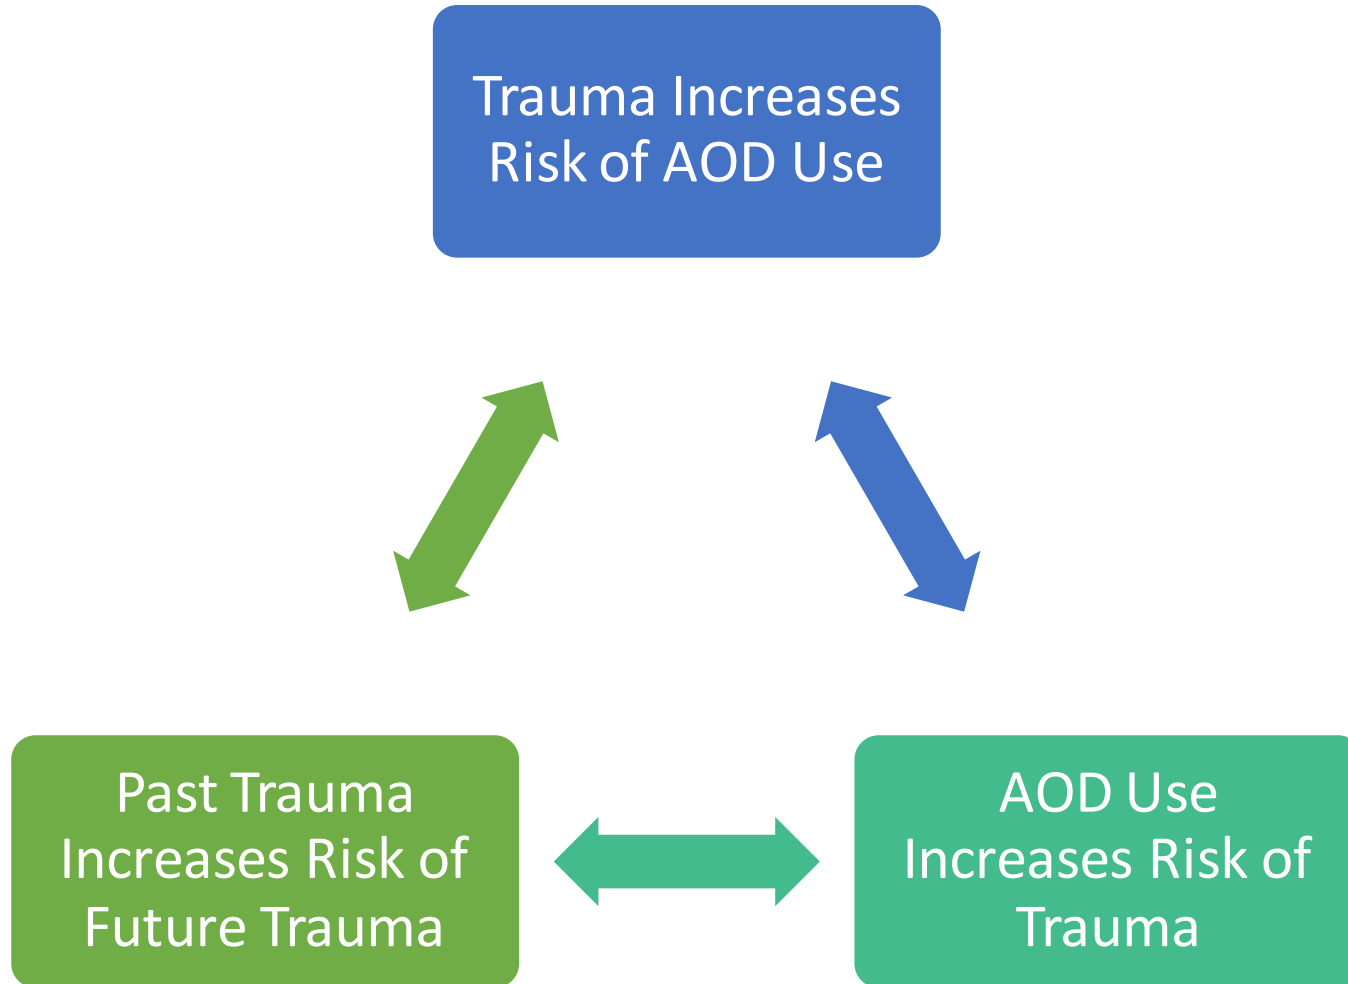 Trauma Increases
Risk of AOD Use
Past Trauma
Increases Risk of
Future Trauma
AOD Use
Increases Risk of
Trauma